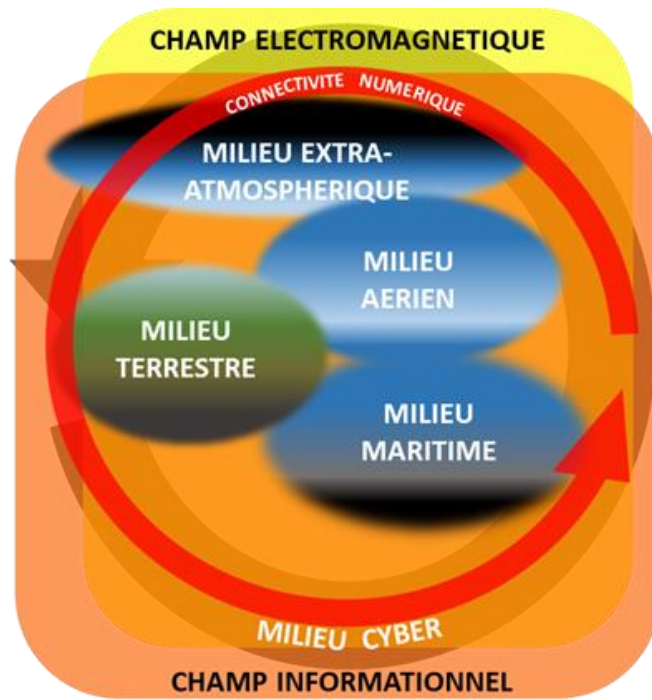 CHAMP ELECTROMAGNETIQUE
CONNECTIVITE NUMERIQUE
MILIEU EXTRA-
ATMOSPHERIQUE
MILIEU
AERIEN
MILIEU
TERRESTRE
MILIEU
MARITIME
MILIEU CYBER
CHAMP INFORMATIONNEL